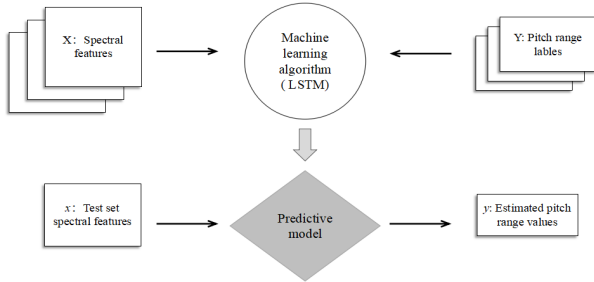 X: Spectral
features
Machine
learning
algorithm
( LSTM)
Y: Pitch range
lables
x: Test set
spectral features
Predictive
model
y: Estimated pitch
range values